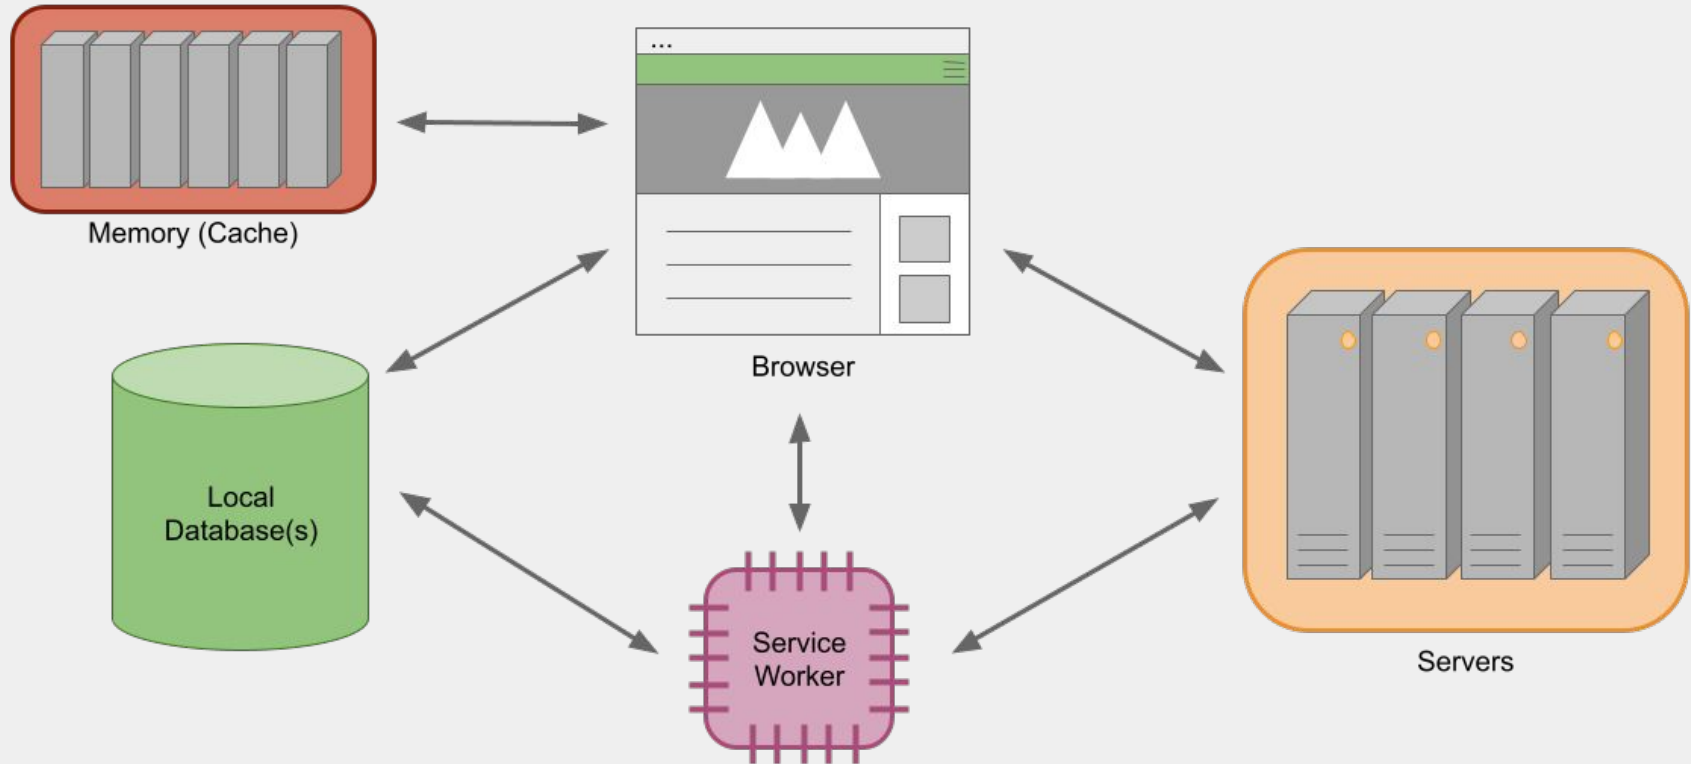 ...
Memory (Cache)
Browser
Local
Database(s)
Service
Worker
Servers